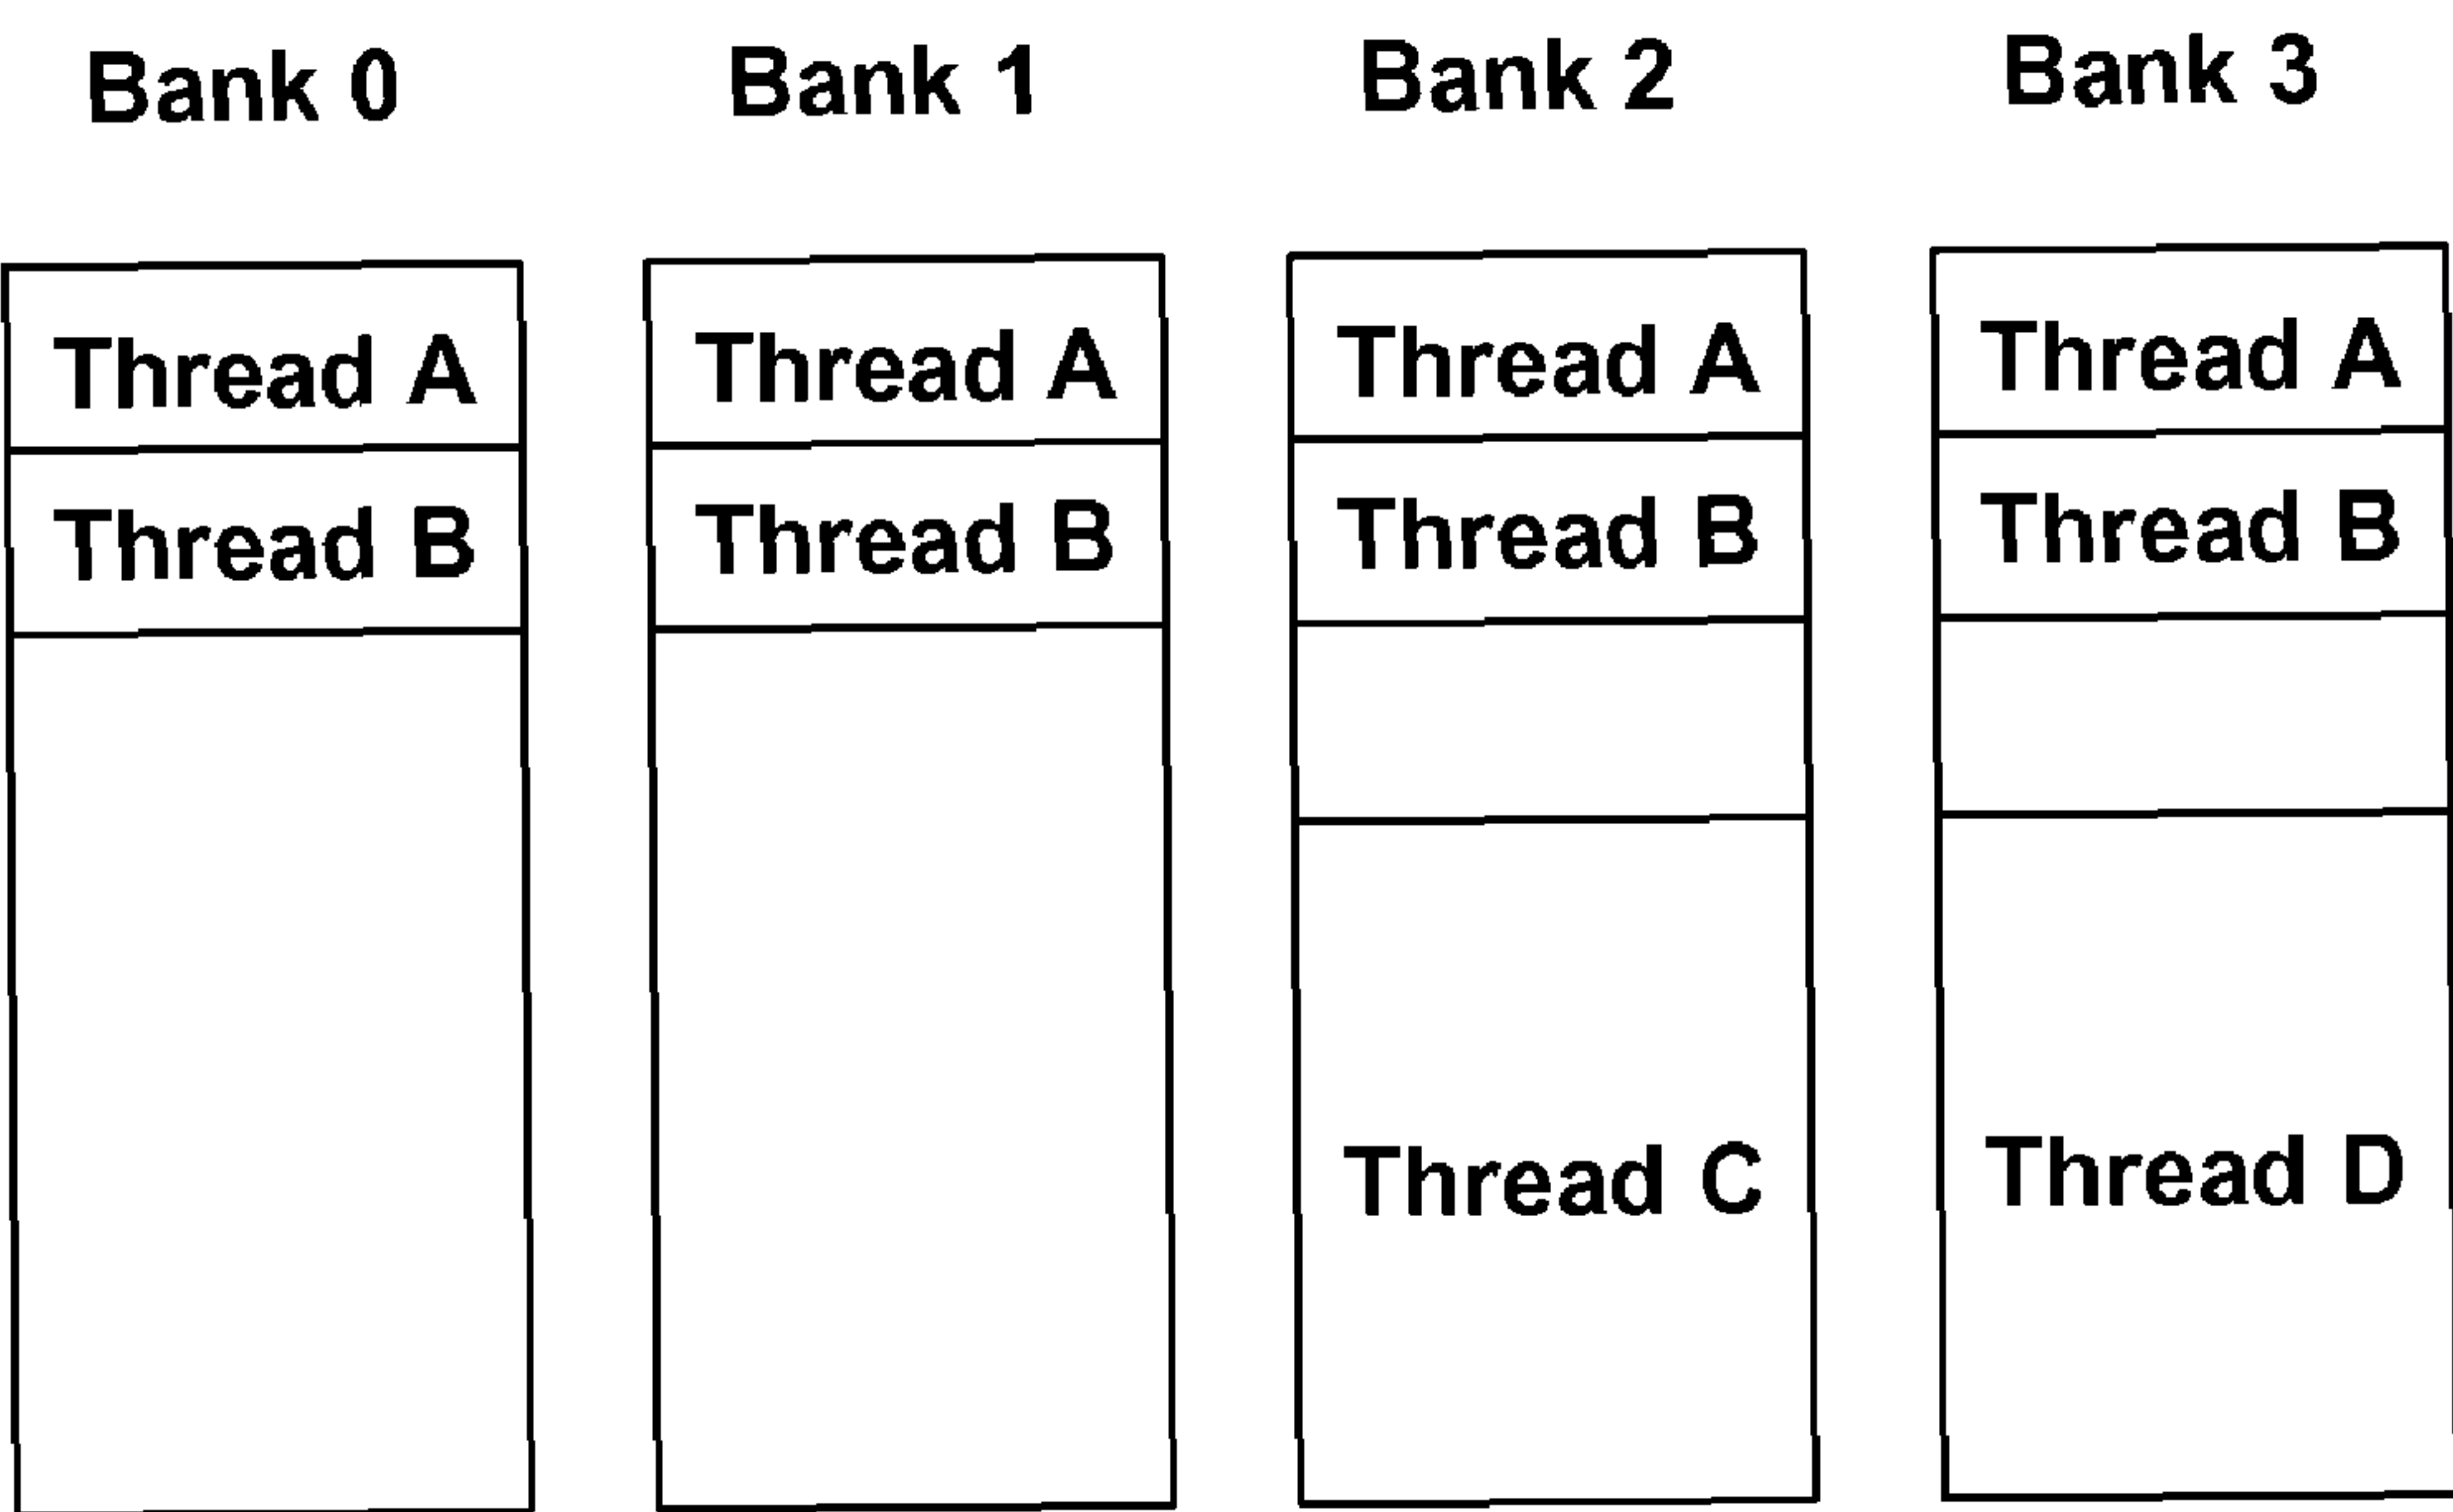 Bank 0 Bank 1 Bank 2 Bank 3
Thread A Thread A Thread A Thread A
Thread B Thread B Thread B Thread B
Thread C Thread D